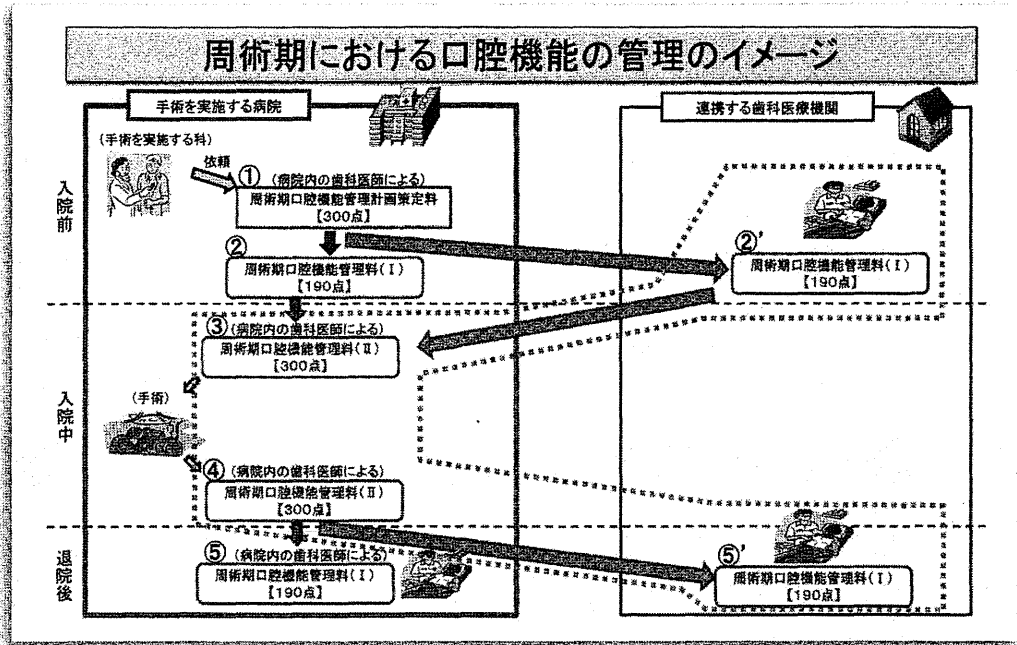 周術期における口腔機能の管理のイメージ
手術を実施する病院
連携する歯科医療機関
(手術を実施する科)
依頼
入院前
① (病院内の歯科医師による)
周術期口腔機能管理計画策定料
【300点】
②
周術期口腔機能管理料(Ⅰ)
【190点】
②'
周術期口腔機能管理料(Ⅰ)
【190点】
入院中
③ (病院内の歯科医師による)
周術期口腔機能管理料(Ⅱ)
【300点】
(手術)
④ (病院内の歯科医師による)
周術期口腔機能管理料(Ⅱ)
【300点】
退院後
⑤ (病院内の歯科医師による)
周術期口腔機能管理料(Ⅰ)
【190点】
⑤'
周術期口腔機能管理料(Ⅰ)
【190点】